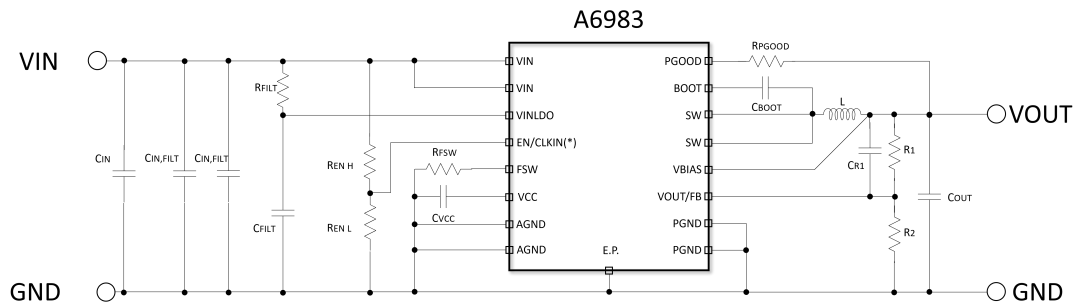 A6983
VIN
GND
CIN
CIN,FILT
CIN,FILT
RFILT
CFILT
REN H
REN L
RFSW
CVCC
VIN
VIN
VINLDO
EN/CLKIN(*)
FSW
VCC
AGND
AGND
E.P.
PGOOD
BOOT
SW
SW
VBIAS
VOUT/FB
PGND
PGND
RPGOOD
CBOOT
L
CR1
R1
R2
COUT
VOUT
GND